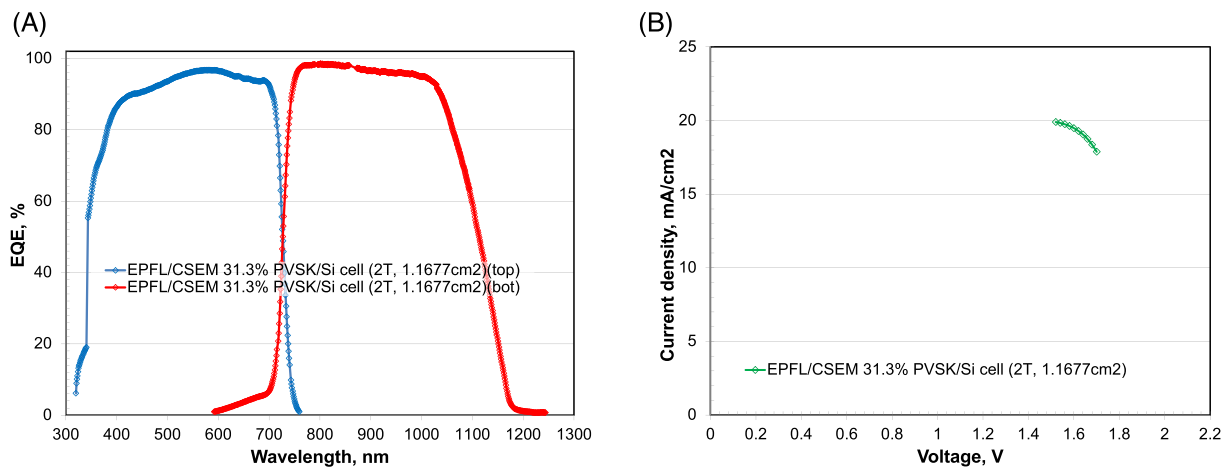 (A)
EQE, %
100
80
60
40
20
0
EPFL/CSEM 31.3% PVSK/Si cell (2T, 1.1677cm2)(top)
EPFL/CSEM 31.3% PVSK/Si cell (2T, 1.1677cm2)(bot)
300 400 500 600 700 800 900 1000 1100 1200 1300
Wavelength, nm
(B)
Current density, mA/cm2
25
20
15
10
5
0
EPFL/CSEM 31.3% PVSK/Si cell (2T, 1.1677cm2)
0 0.2 0.4 0.6 0.8 1 1.2 1.4 1.6 1.8 2 2.2
Voltage, V